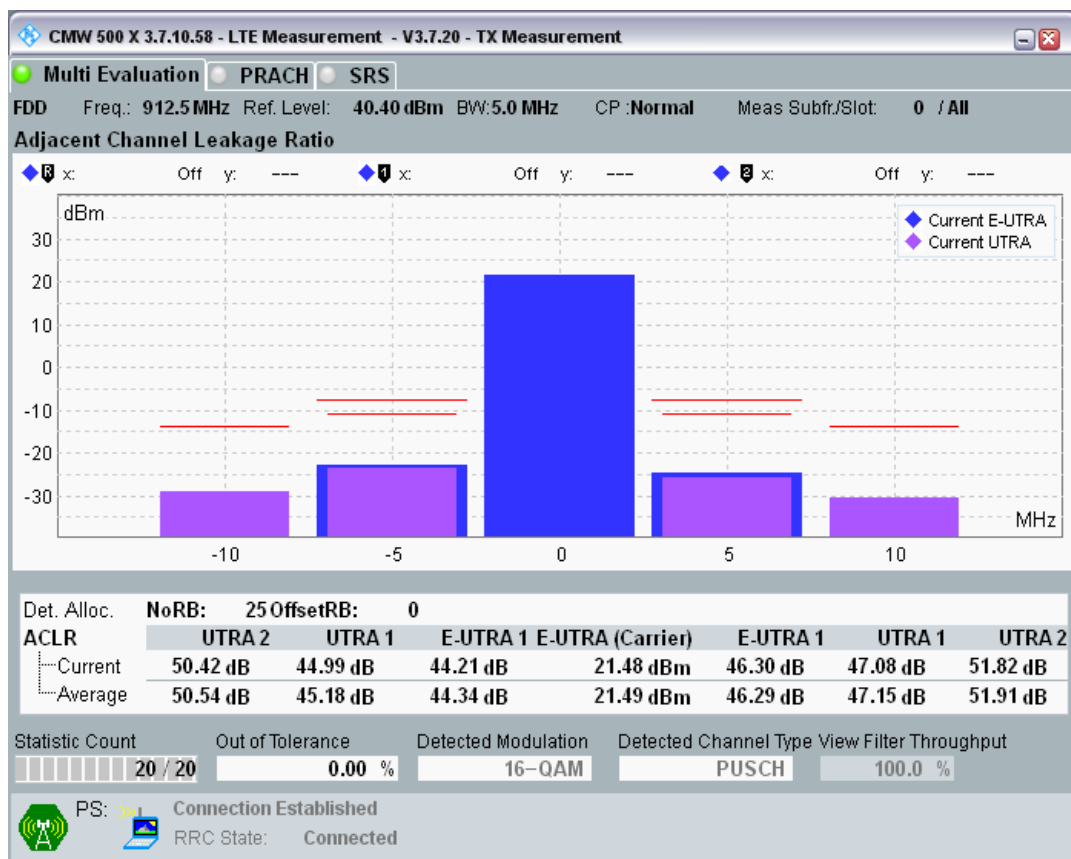 CMW 500 X 3.7.10.58 - LTE Measurement - V3.7.20 - TX Measurement
Multi Evaluation PRACH SRS
FDD Freq.: 912.5 MHz Ref. Level: 40.40 dBm BW:5.0 MHz CP :Normal Meas Subfr./Slot: 0 / All
Adjacent Channel Leakage Ratio
R x: Off y: --- 1 x: Off y: --- 2 x: Off y: ---
dBm
Current E-UTRA
Current UTRA
30
20
10
0
-10
-20
-30
MHz
-10 -5 0 5 10
Det. Alloc. NoRB: 25 OffsetRB: 0
ACLR UTRA 2 UTRA 1 E-UTRA 1 E-UTRA (Carrier) E-UTRA 1 UTRA 1 UTRA 2
Current 50.42 dB 44.99 dB 44.21 dB 21.48 dBm 46.30 dB 47.08 dB 51.82 dB
Average 50.54 dB 45.18 dB 44.34 dB 21.49 dBm 46.29 dB 47.15 dB 51.91 dB
Statistic Count Out of Tolerance Detected Modulation Detected Channel Type View Filter Throughput
20 / 20 0.00 % 16-QAM PUSCH 100.0 %
PS: Connection Established
RRC State: Connected